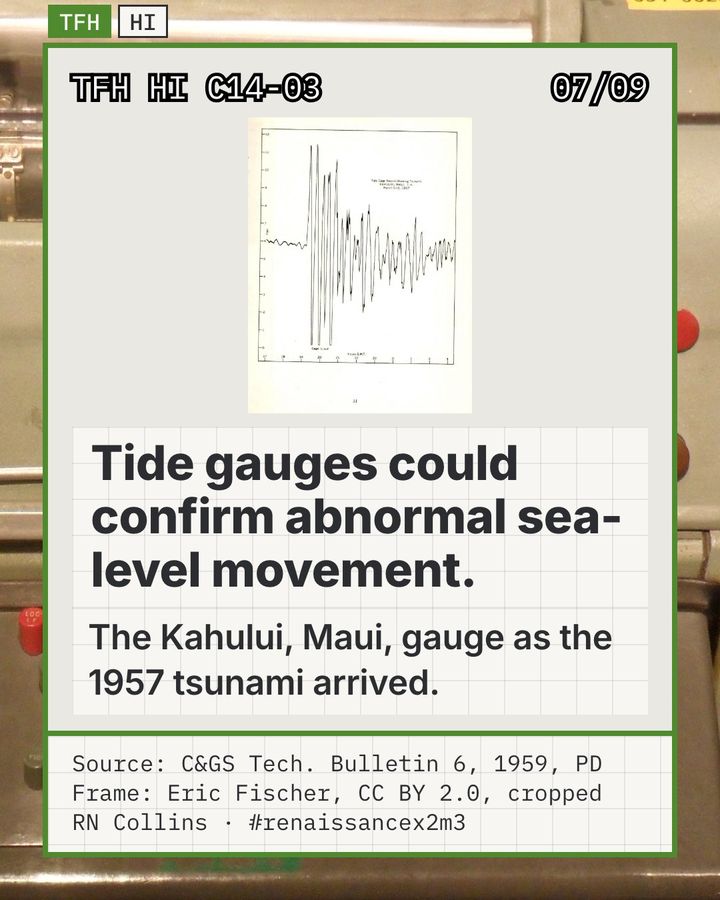 TFH HI
TFH HI C14-03 07/09
Tide gauges could
confirm abnormal sea-
level movement.
The Kahului, Maui, gauge as the
1957 tsunami arrived.
Source: C&GS Tech. Bulletin 6, 1959, PD
Frame: Eric Fischer, CC BY 2.0, cropped
RN Collins · #renaissancex2m3